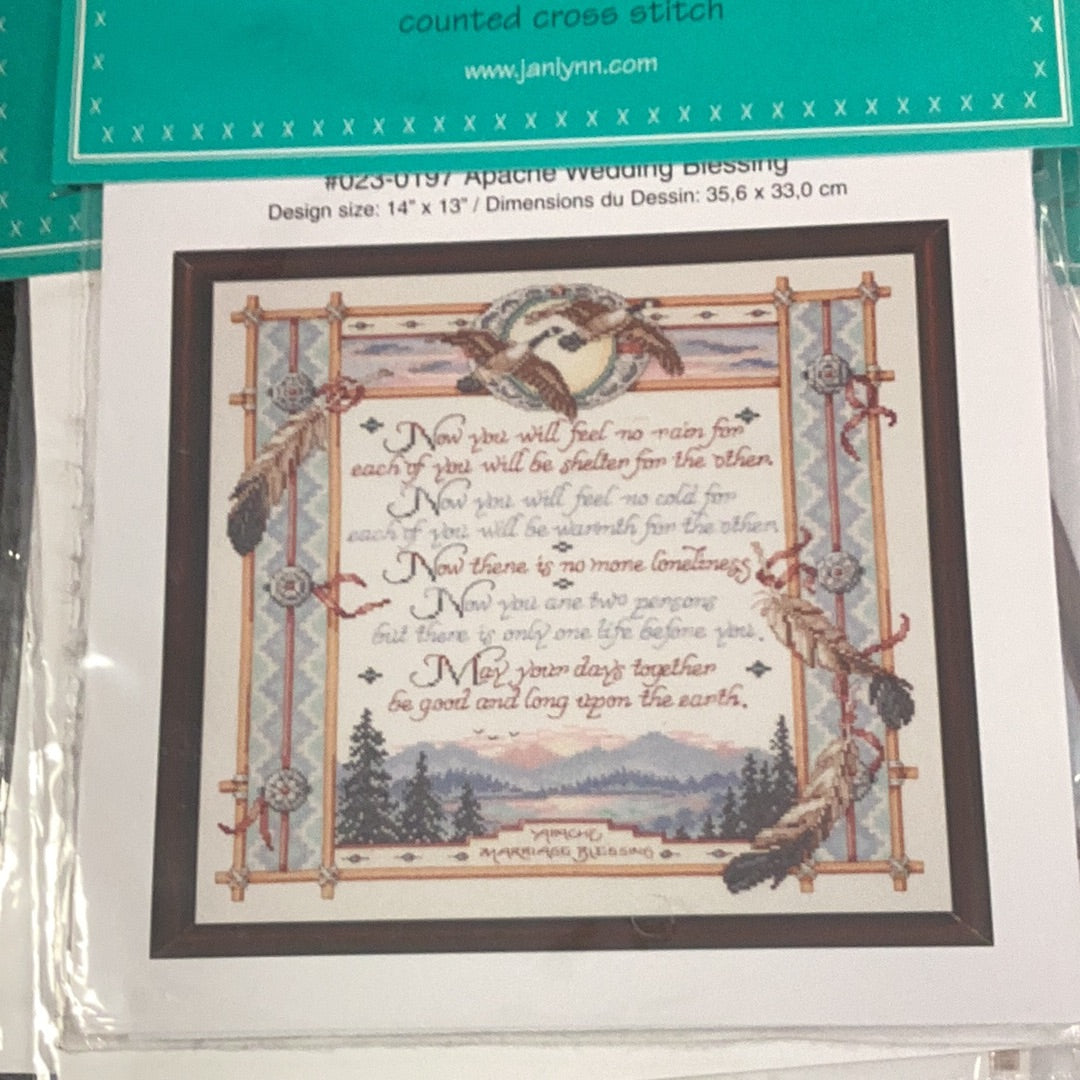 counted cross stitch
www.janlynn.com
#023-0197 Apache Wedding Blessing
Design size: 14" x 13" / Dimensions du Dessin: 35,6 x 33,0 cm
Now you will feel no rain for
each of you will be shelter for the other.
Now you will feel no cold for
each of you will be warmth for the other.
Now there is no more loneliness
Now you are two persons
but there is only one life before you.
May your days together
be good and long upon the earth.
APACHE
MARRIAGE BLESSING